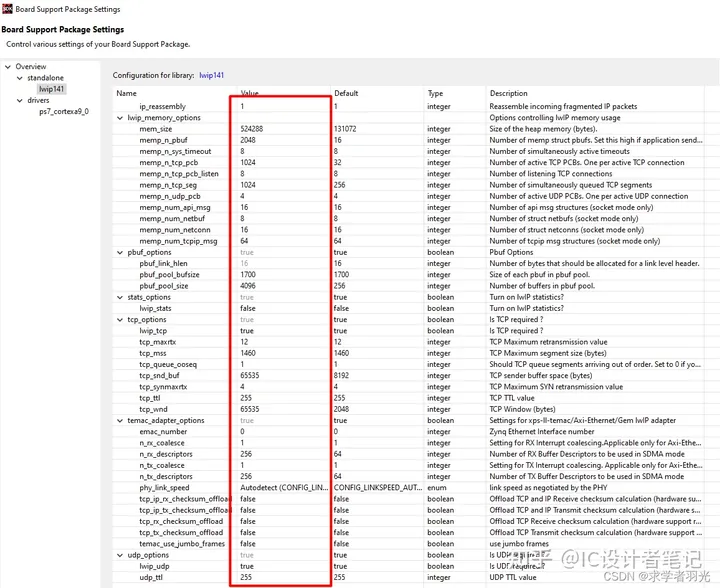 Board Support Package Settings
Board Support Package Settings
Control various settings of your Board Support Package.
Overview
standalone
lwip141
drivers
ps7_cortexa9_0
Configuration for library: lwip141
Name Value Default Type Description
ip_reassembly 1 1 integer Reassemble incoming fragmented IP packets
lwip_memory_options Options controlling lwIP memory usage
mem_size 524288 131072 integer Size of the heap memory (bytes).
memp_n_pbuf 2048 16 integer Number of memp struct pbufs. Set this high if application send...
memp_n_sys_timeout 8 8 integer Number of simultaneously active timeouts
memp_n_tcp_pcb 1024 32 integer Number of active TCP PCBs. One per active TCP connection
memp_n_tcp_pcb_listen 8 8 integer Number of listening TCP connections
memp_n_tcp_seg 1024 256 integer Number of simultaneously queued TCP segments
memp_n_udp_pcb 4 4 integer Number of active UDP PCBs. One per active UDP connection
memp_num_api_msg 16 16 integer Number of api msg structures (socket mode only)
memp_num_netbuf 8 8 integer Number of struct netbufs (socket mode only)
memp_num_netconn 16 16 integer Number of struct netconns (socket mode only)
memp_num_tcpip_msg 64 64 integer Number of tcpip msg structures (socket mode only)
pbuf_options true true boolean Pbuf Options
pbuf_link_hlen 16 16 integer Number of bytes that should be allocated for a link level header.
pbuf_pool_bufsize 1700 1700 integer Size of each pbuf in pbuf pool.
pbuf_pool_size 4096 256 integer Number of buffers in pbuf pool.
stats_options true true boolean Turn on lwIP statistics?
lwip_stats false false boolean Turn on lwIP statistics?
tcp_options true true boolean Is TCP required ?
lwip_tcp true true boolean Is TCP required ?
tcp_maxrtx 12 12 integer TCP Maximum retransmission value
tcp_mss 1460 1460 integer TCP Maximum segment size (bytes)
tcp_queue_ooseq 1 1 integer Should TCP queue segments arriving out of order. Set to 0 if yo...
tcp_snd_buf 65535 8192 integer TCP sender buffer space (bytes)
tcp_synmaxrtx 4 4 integer TCP Maximum SYN retransmission value
tcp_ttl 255 255 integer TCP TTL value
tcp_wnd 65535 2048 integer TCP Window (bytes)
temac_adapter_options true true boolean Settings for xps-ll-temac/Axi-Ethernet/Gem lwIP adapter
emac_number 0 0 integer Zynq Ethernet Interface number
n_rx_coalesce 1 1 integer Setting for RX Interrupt coalescing.Applicable only for Axi-Ethe...
n_rx_descriptors 256 64 integer Number of RX Buffer Descriptors to be used in SDMA mode
n_tx_coalesce 1 1 integer Setting for TX Interrupt coalescing. Applicable only for Axi-Ethe...
n_tx_descriptors 256 64 integer Number of TX Buffer Descriptors to be used in SDMA mode
phy_link_speed Autodetect (CONFIG_LIN... CONFIG_LINKSPEED_AUT... enum link speed as negotiated by the PHY
tcp_ip_rx_checksum_offload false false boolean Offload TCP and IP Receive checksum calculation (hardware su...
tcp_ip_tx_checksum_offload false false boolean Offload TCP and IP Transmit checksum calculation (hardware s...
tcp_rx_checksum_offload false false boolean Offload TCP Receive checksum calculation (hardware support r...
tcp_tx_checksum_offload false false boolean Offload TCP Transmit checksum calculation (hardware support...
temac_use_jumbo_frames false false boolean use jumbo frames
udp_options true true boolean Is UDP required ?
lwip_udp true true boolean Is UDP required ?
udp_ttl 255 255 integer UDP TTL value
知乎 @IC设计者笔记
CSDN @求学者羽光